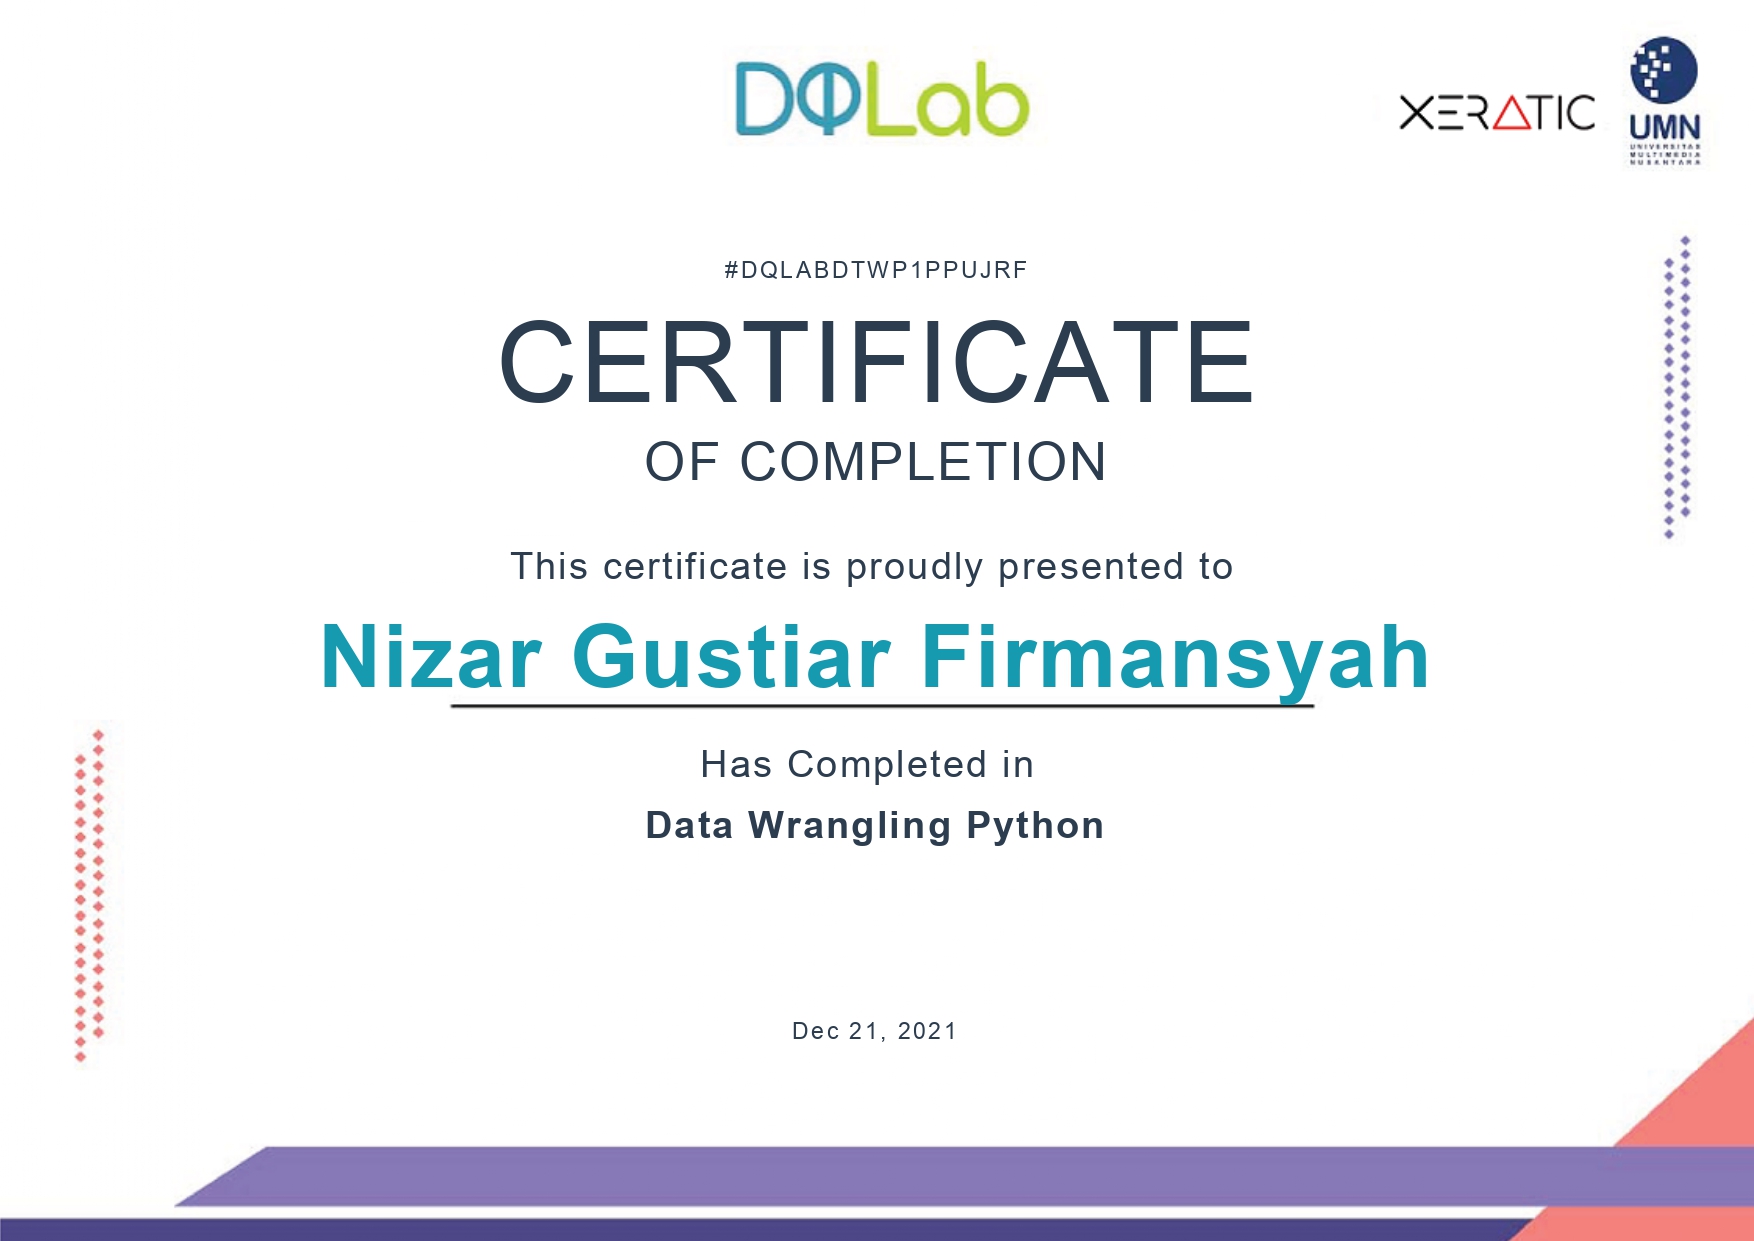 DQLab
XERATIC
UMN
UNIVERSITAS
MULTIMEDIA
NUSANTARA
#DQLABDTWP1PPUJRF
CERTIFICATE
OF COMPLETION
This certificate is proudly presented to
Nizar Gustiar Firmansyah
Has Completed in
Data Wrangling Python
Dec 21, 2021